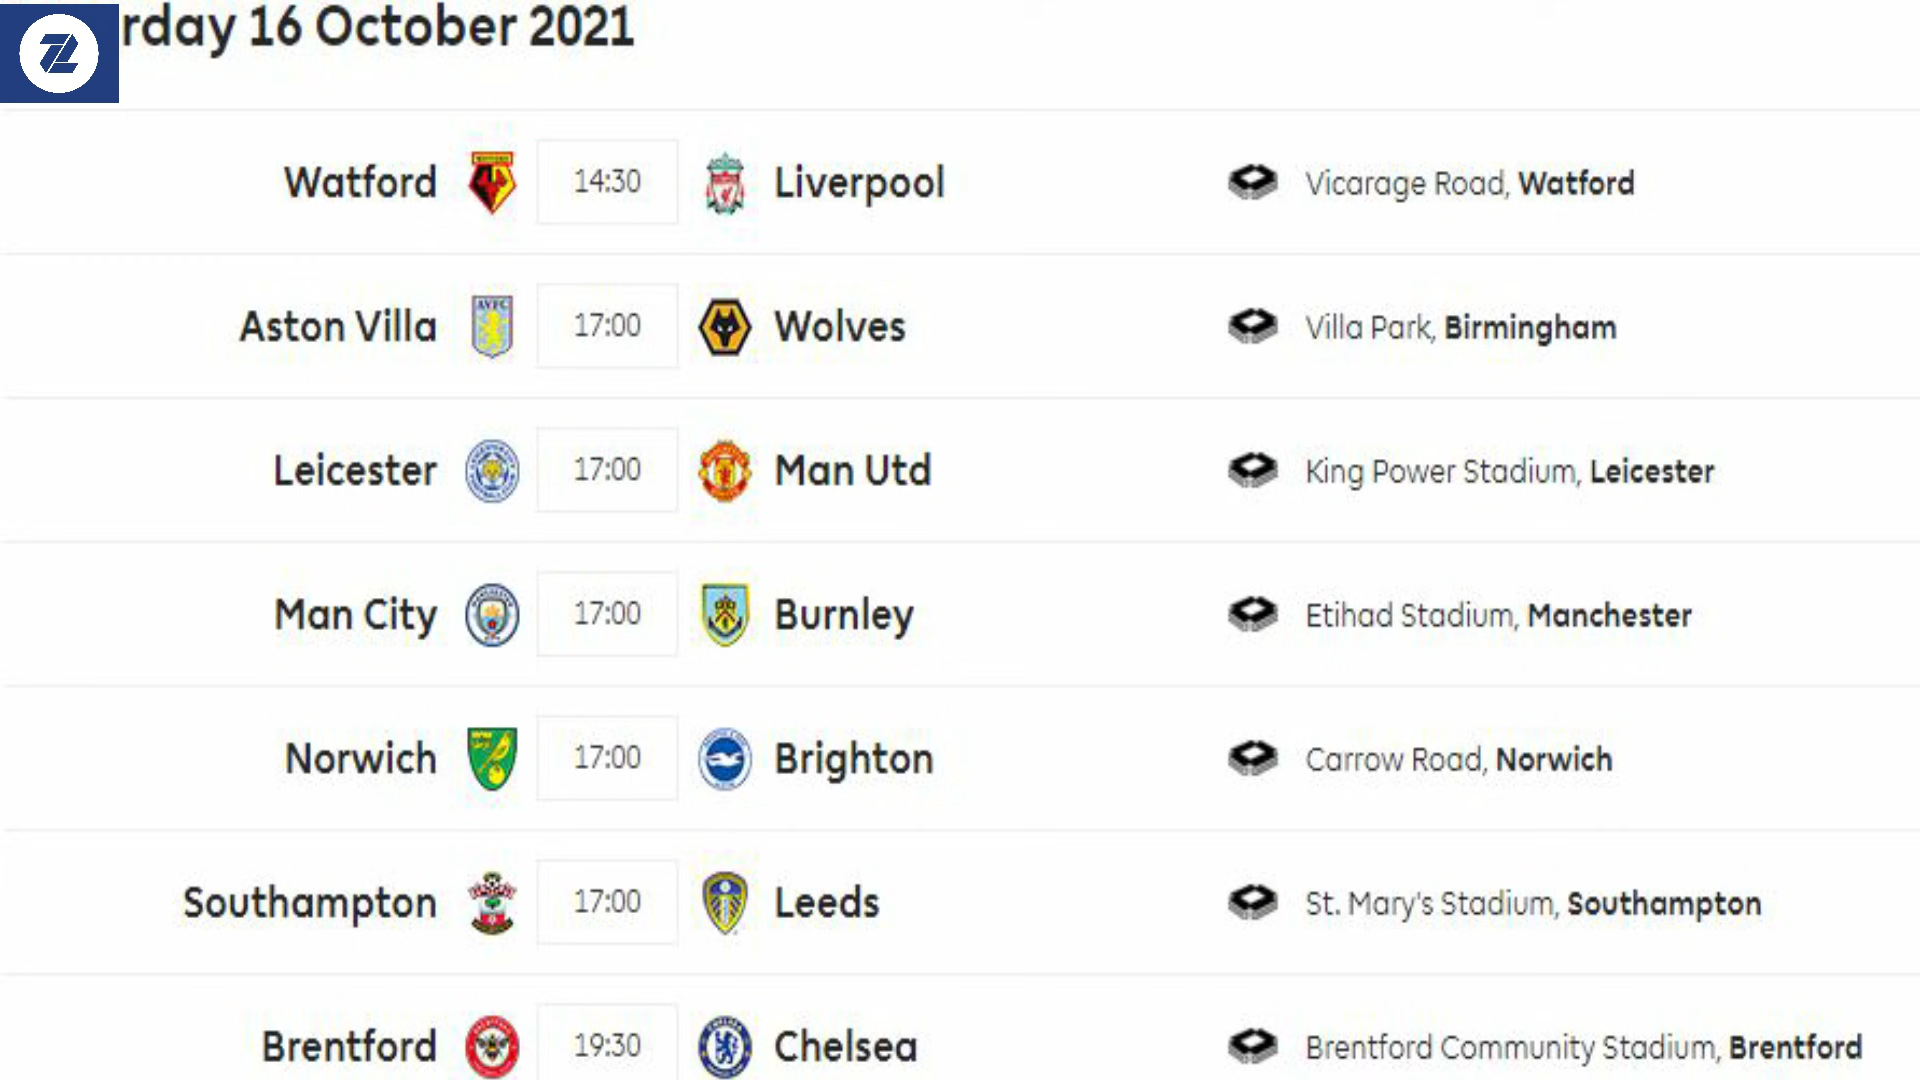 rday 16 October 2021
Watford 14:30 Liverpool Vicarage Road, Watford
Aston Villa 17:00 Wolves Villa Park, Birmingham
Leicester 17:00 Man Utd King Power Stadium, Leicester
Man City 17:00 Burnley Etihad Stadium, Manchester
Norwich 17:00 Brighton Carrow Road, Norwich
Southampton 17:00 Leeds St. Mary's Stadium, Southampton
Brentford 19:30 Chelsea Brentford Community Stadium, Brentford